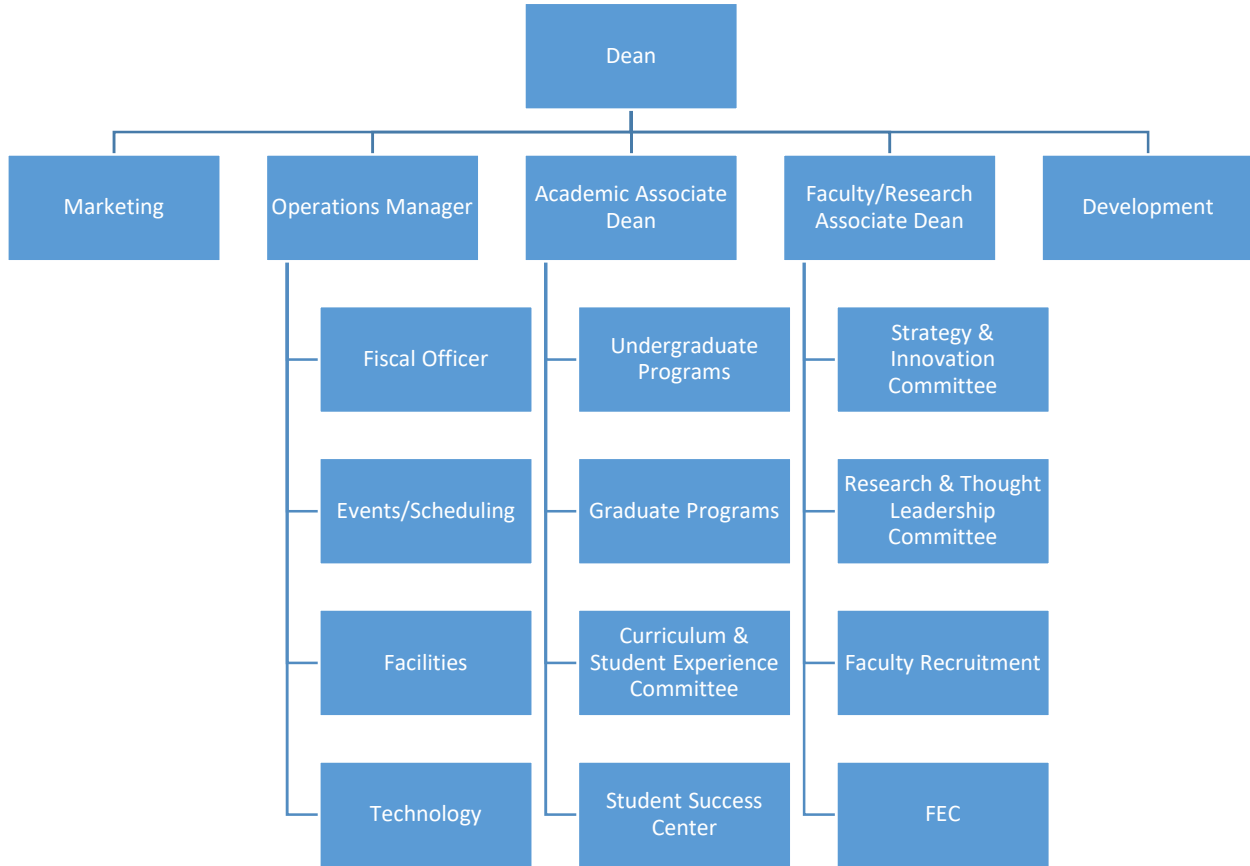 Dean
Marketing
Operations Manager
Academic Associate
Dean
Faculty/Research
Associate Dean
Development
Fiscal Officer
Events/Scheduling
Facilities
Technology
Undergraduate
Programs
Graduate Programs
Curriculum &
Student Experience
Committee
Student Success
Center
Strategy &
Innovation
Committee
Research & Thought
Leadership
Committee
Faculty Recruitment
FEC